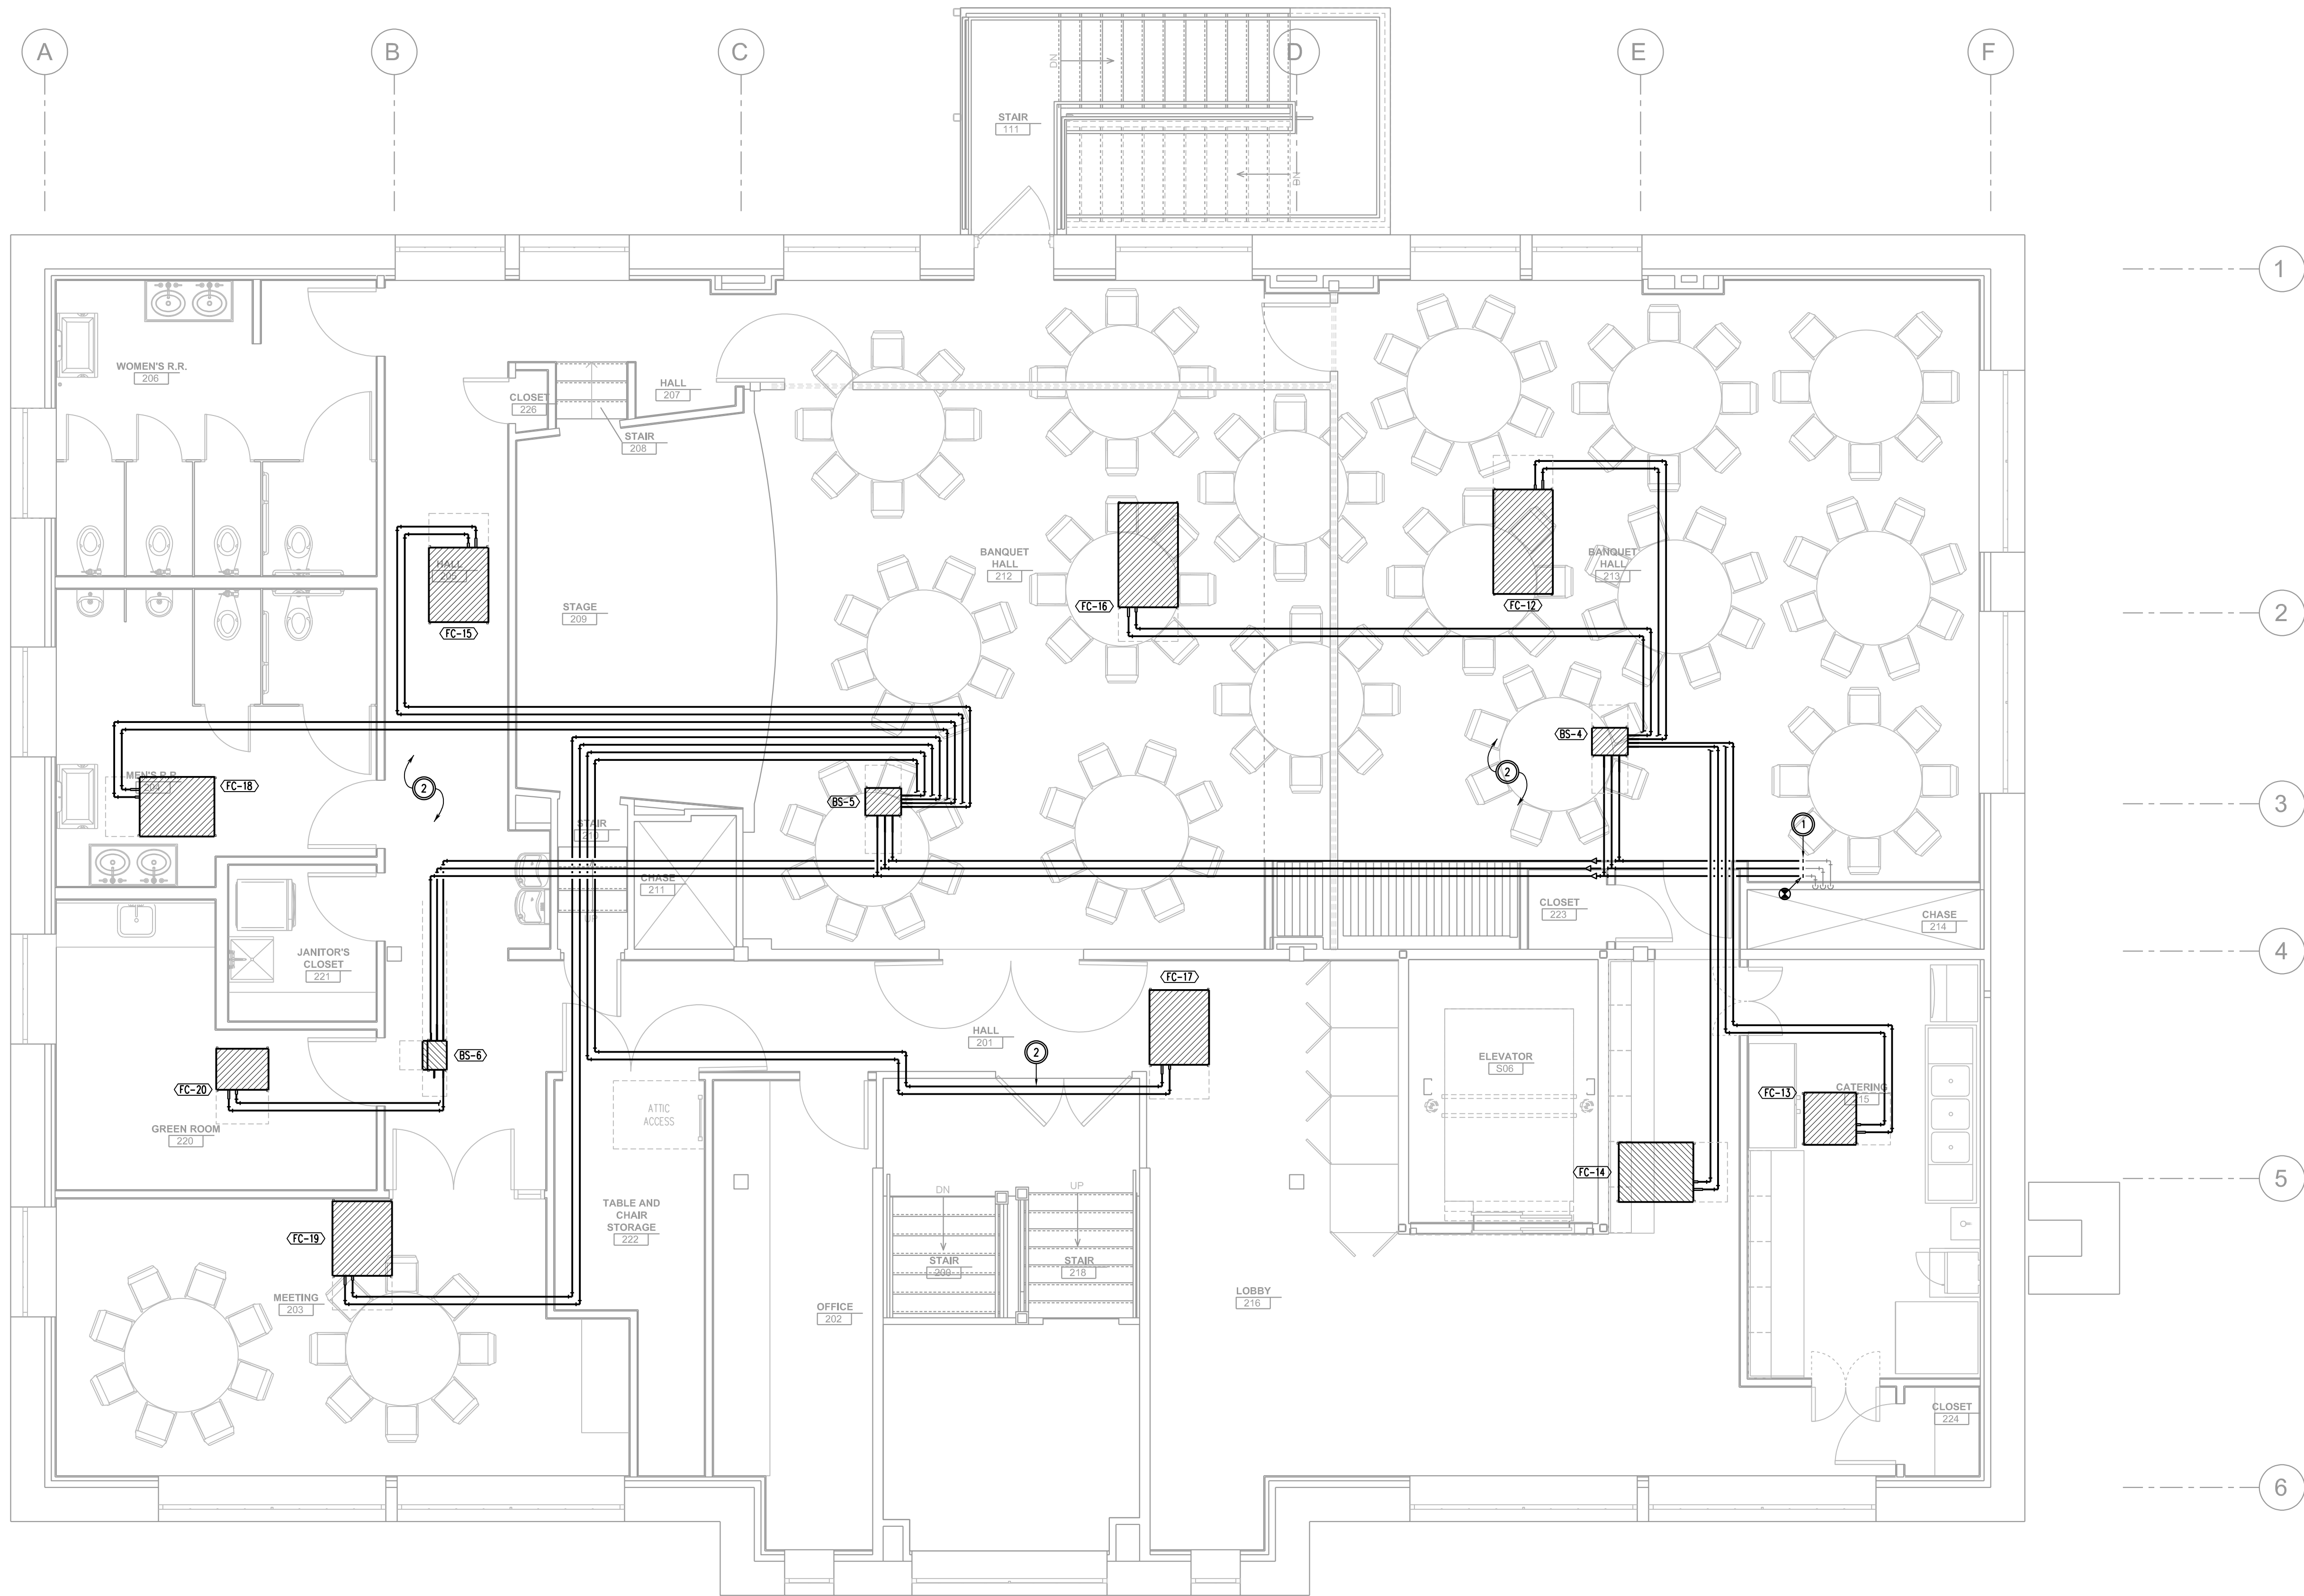 A
B
C
D
E
F
DN
STAIR
111
DN
1
WOMEN'S R.R.
206
CLOSET
226
HALL
207
STAIR
208
HALL
205
FC-15
STAGE
209
BANQUET
HALL
212
FC-16
BANQUET
HALL
213
FC-12
2
MEN'S R.R.
204
FC-18
2
BS-5
BS-4
2
3
1
STAIR
210
CHASE
211
UP
CLOSET
223
CHASE
214
JANITOR'S
CLOSET
221
4
FC-17
HALL
201
2
BS-6
FC-20
ELEVATOR
S06
FC-13
CATERING
215
ATTIC
ACCESS
GREEN ROOM
220
FC-14
5
DN
UP
TABLE AND
CHAIR
STORAGE
222
FC-19
STAIR
STAIR
218
MEETING
203
OFFICE
202
LOBBY
216
CLOSET
224
6